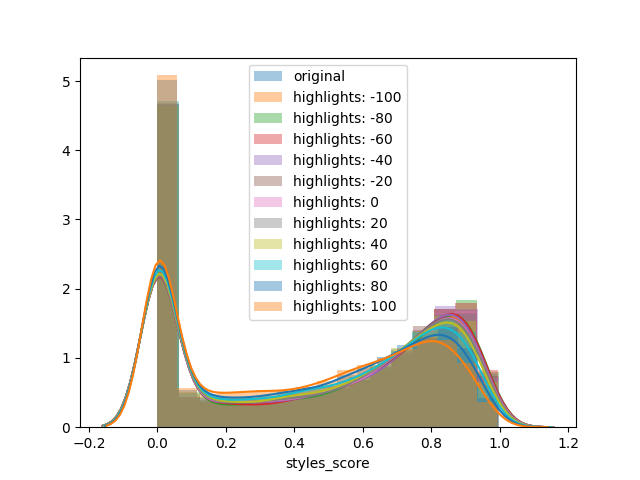 5
4
3
2
1
0
original
highlights: -100
highlights: -80
highlights: -60
highlights: -40
highlights: -20
highlights: 0
highlights: 20
highlights: 40
highlights: 60
highlights: 80
highlights: 100
−0.2 0.0 0.2 0.4 0.6 0.8 1.0 1.2
styles_score